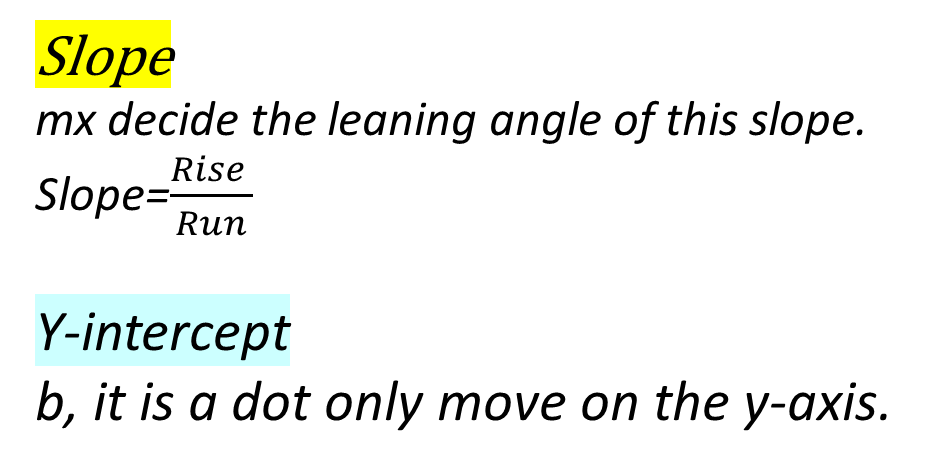 Slope
mx decide the leaning angle of this slope.
Slope=Rise/Run
Y-intercept
b, it is a dot only move on the y-axis.